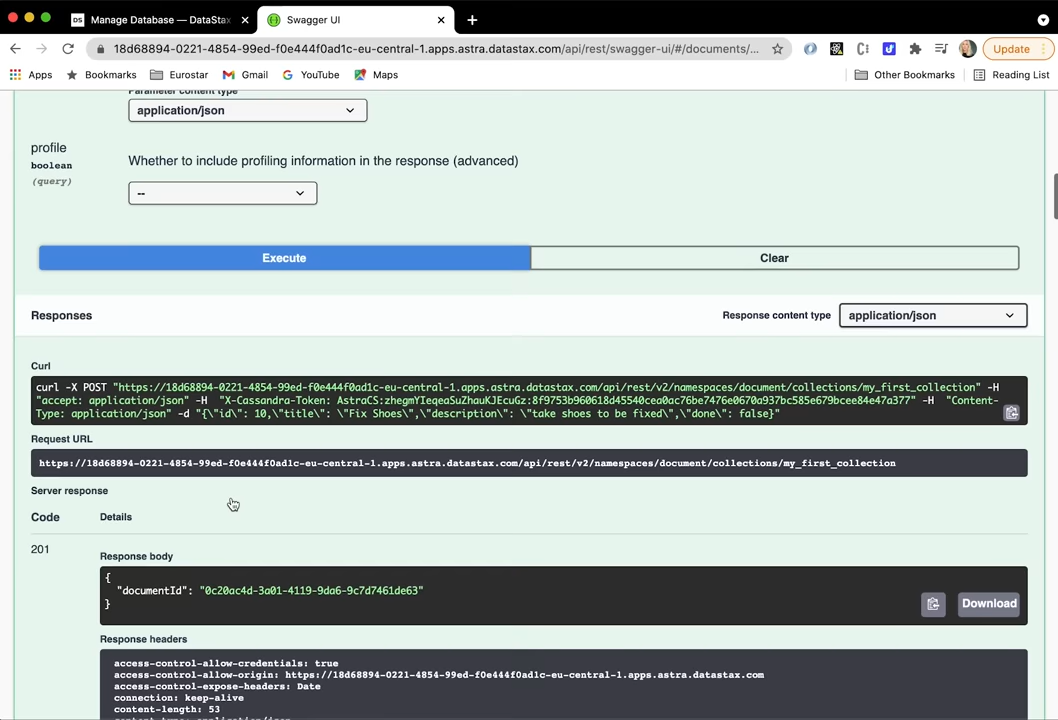 DS Manage Database — DataStax
Swagger UI
18d68894-0221-4854-99ed-f0e444f0ad1c-eu-central-1.apps.astra.datastax.com/api/rest/swagger-ui/#/documents/...
Update
Apps
Bookmarks
Eurostar
Gmail
YouTube
Maps
Other Bookmarks
Reading List
Parameter content type
application/json
profile
boolean
(query)
Whether to include profiling information in the response (advanced)
--
Execute
Clear
Responses
Response content type
application/json
Curl
curl -X POST "https://18d68894-0221-4854-99ed-f0e444f0ad1c-eu-central-1.apps.astra.datastax.com/api/rest/v2/namespaces/document/collections/my_first_collection" -H
"accept: application/json" -H  "X-Cassandra-Token: AstraCS:zhegmYIeqeaSuZhauKJEcuGz:8f9753b960618d45540cea0ac76be7476e0670a937bc585e679bcee84e47a377" -H  "Content-
Type: application/json" -d "{\"id\": 10,\"title\": \"Fix Shoes\",\"description\": \"take shoes to be fixed\",\"done\": false}"
Request URL
https://18d68894-0221-4854-99ed-f0e444f0ad1c-eu-central-1.apps.astra.datastax.com/api/rest/v2/namespaces/document/collections/my_first_collection
Server response
Code
Details
201
Response body
{
"documentId": "0c20ac4d-3a01-4119-9da6-9c7d7461de63"
}
Download
Response headers
access-control-allow-credentials: true
access-control-allow-origin: https://18d68894-0221-4854-99ed-f0e444f0ad1c-eu-central-1.apps.astra.datastax.com
access-control-expose-headers: Date
connection: keep-alive
content-length: 53
content-type: application/json